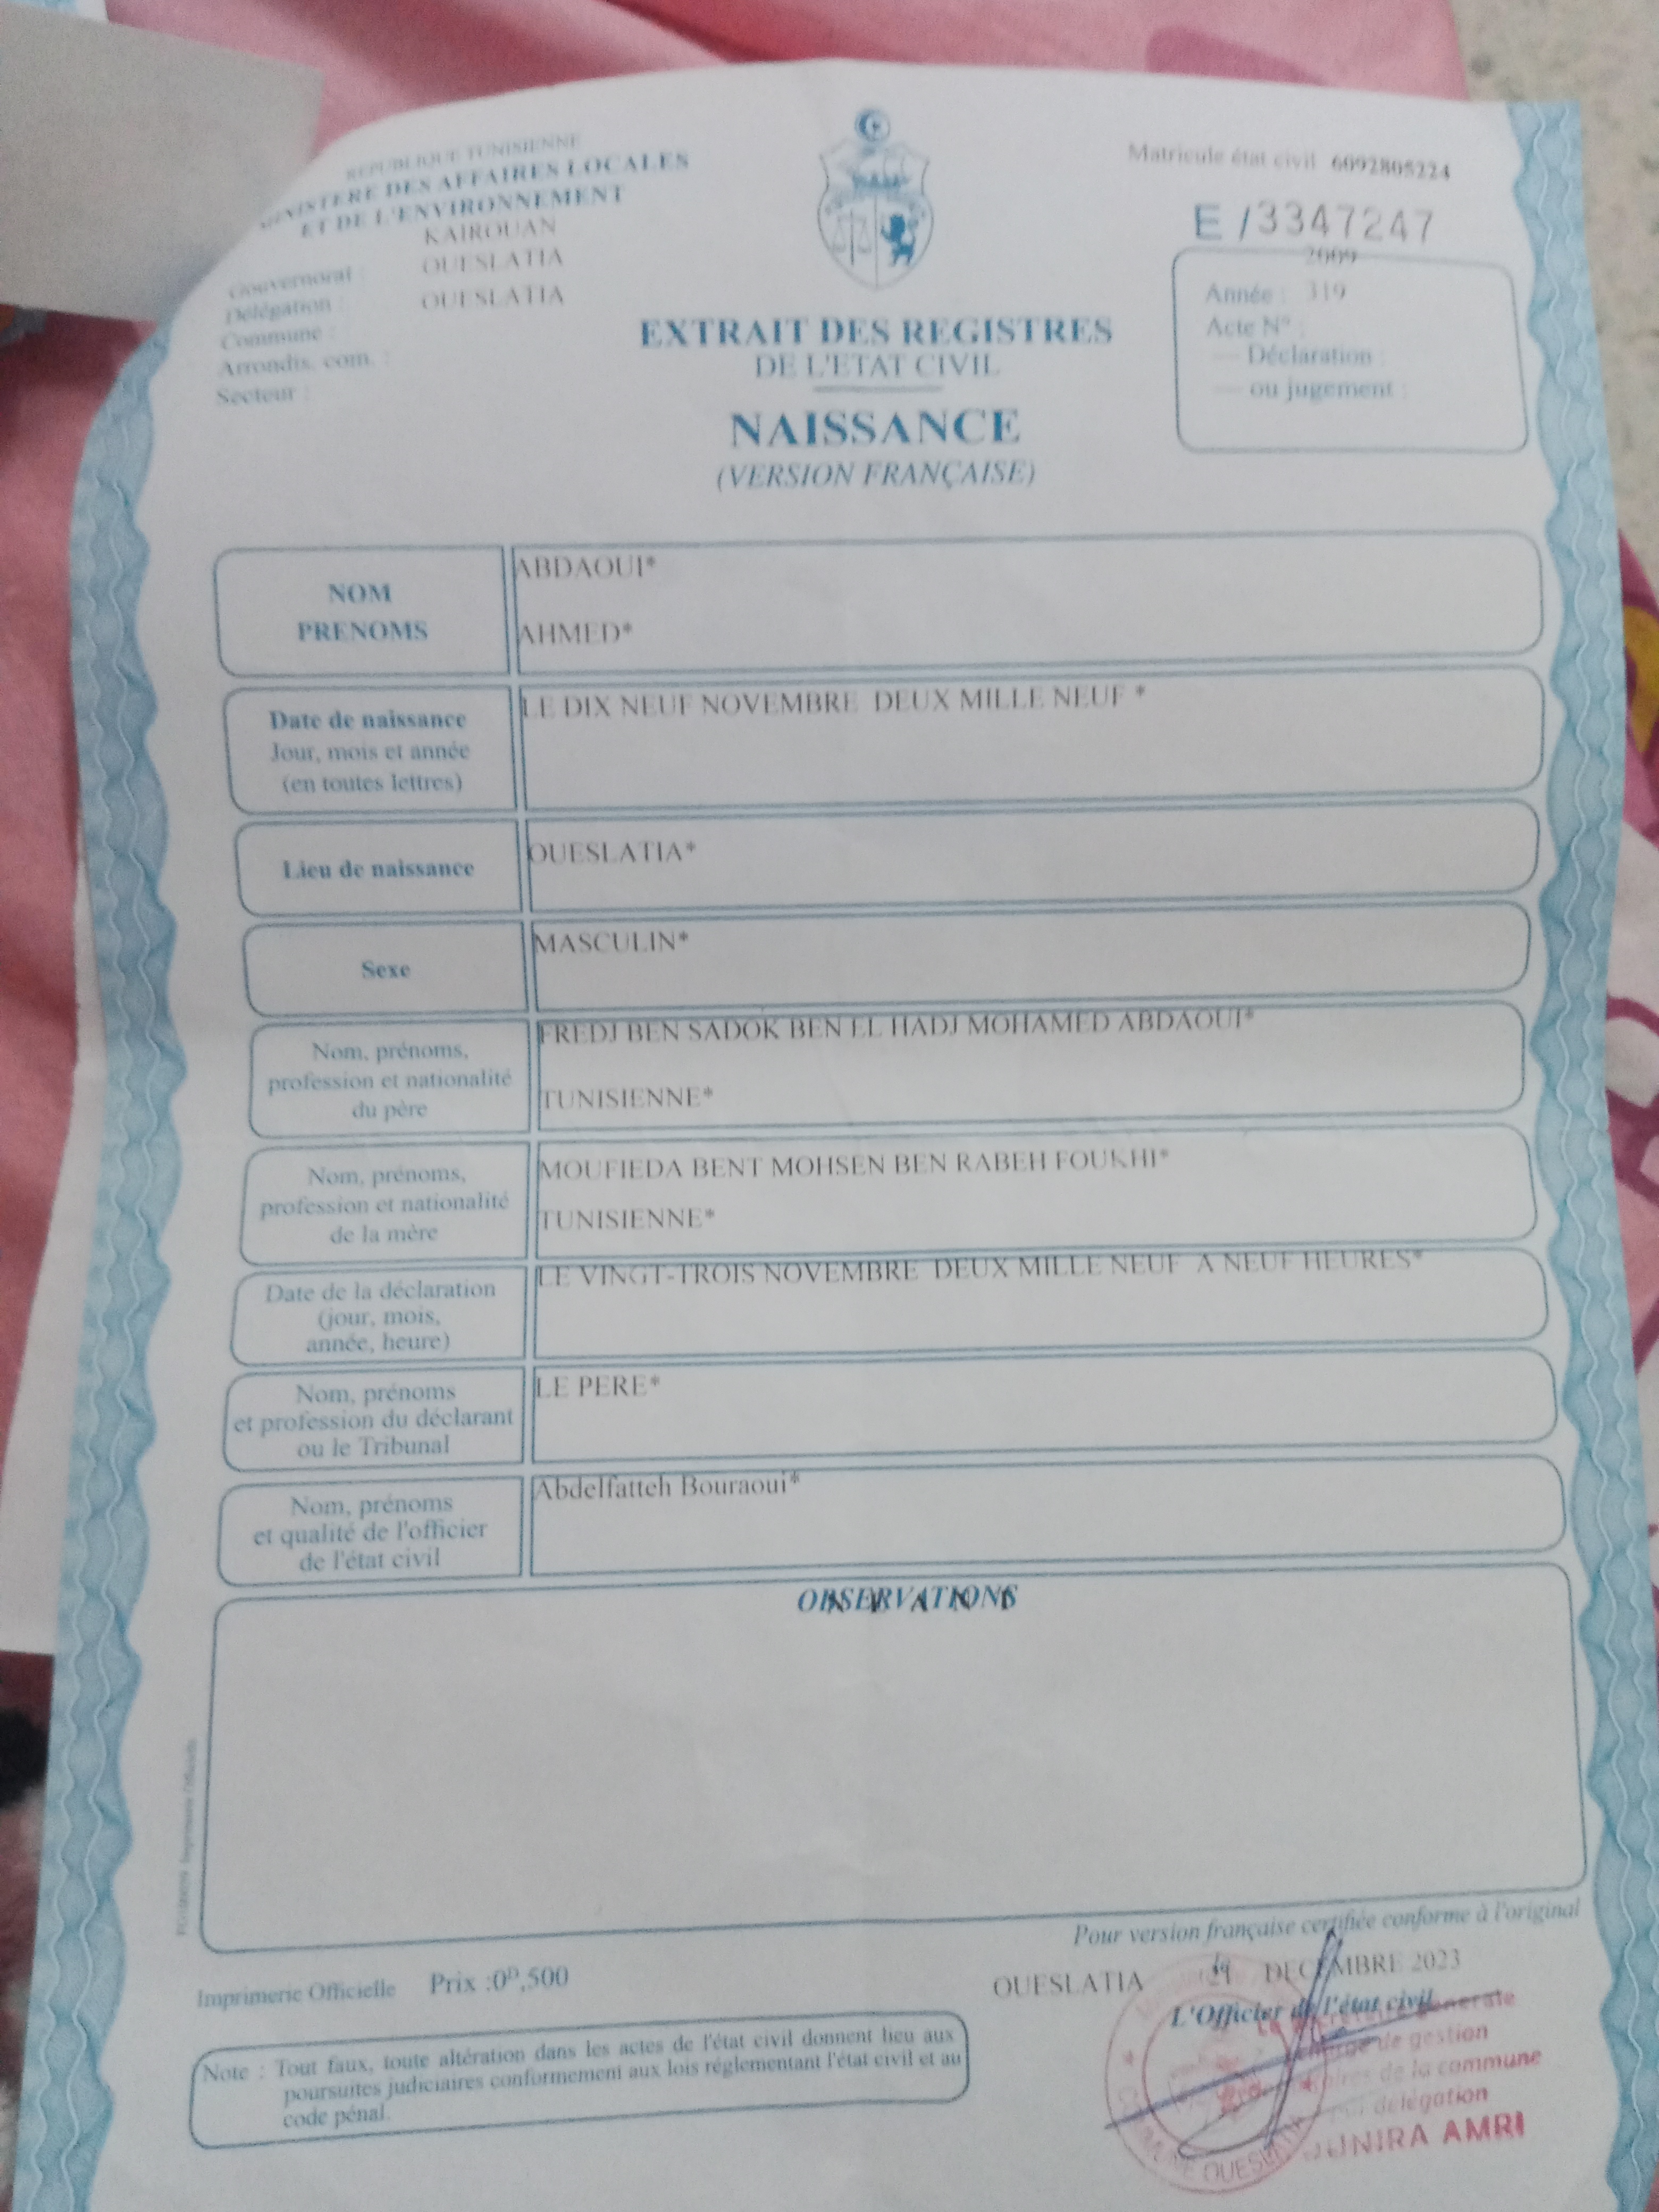 REPUBLIQUE TUNISIENNE
MINISTERE DES AFFAIRES LOCALES
ET DE L'ENVIRONNEMENT
KAIROUAN
Gouvernorat : OUESLATIA
Délégation : OUESLATIA
Commune :
Arrondis. com. :
Secteur :
Matricule état civil 6092805224
E /3347247
2009
Année : 319
Acte N° :
— Déclaration :
— ou jugement :
EXTRAIT DES REGISTRES
DE L'ETAT CIVIL
NAISSANCE
(VERSION FRANÇAISE)
NOM
PRENOMS
ABDAOUI*
AHMED*
Date de naissance
Jour, mois et année
(en toutes lettres)
LE DIX NEUF NOVEMBRE DEUX MILLE NEUF *
Lieu de naissance
OUESLATIA*
Sexe
MASCULIN*
Nom, prénoms,
profession et nationalité
du père
FREDJ BEN SADOK BEN EL HADJ MOHAMED ABDAOUI*
TUNISIENNE*
Nom, prénoms,
profession et nationalité
de la mère
MOUFIEDA BENT MOHSEN BEN RABEH FOUKHI*
TUNISIENNE*
Date de la déclaration
(jour, mois,
année, heure)
LE VINGT-TROIS NOVEMBRE DEUX MILLE NEUF A NEUF HEURES*
Nom, prénoms
et profession du déclarant
ou le Tribunal
LE PERE*
Nom, prénoms
et qualité de l'officier
de l'état civil
Abdelfatteh Bouraoui*
OBSERVATIONS
Pour version française certifiée conforme à l'original
OUESLATIA le 21 DECEMBRE 2023
L'Officier de l'état civil
generale
de gestion
de la commune
delegation
MUNIRA AMRI
Imprimerie Officielle Prix :0ᴰ,500
Note : Tout faux, toute altération dans les actes de l'état civil donnent lieu aux
poursuites judiciaires conformement aux lois réglementant l'état civil et au
code pénal.